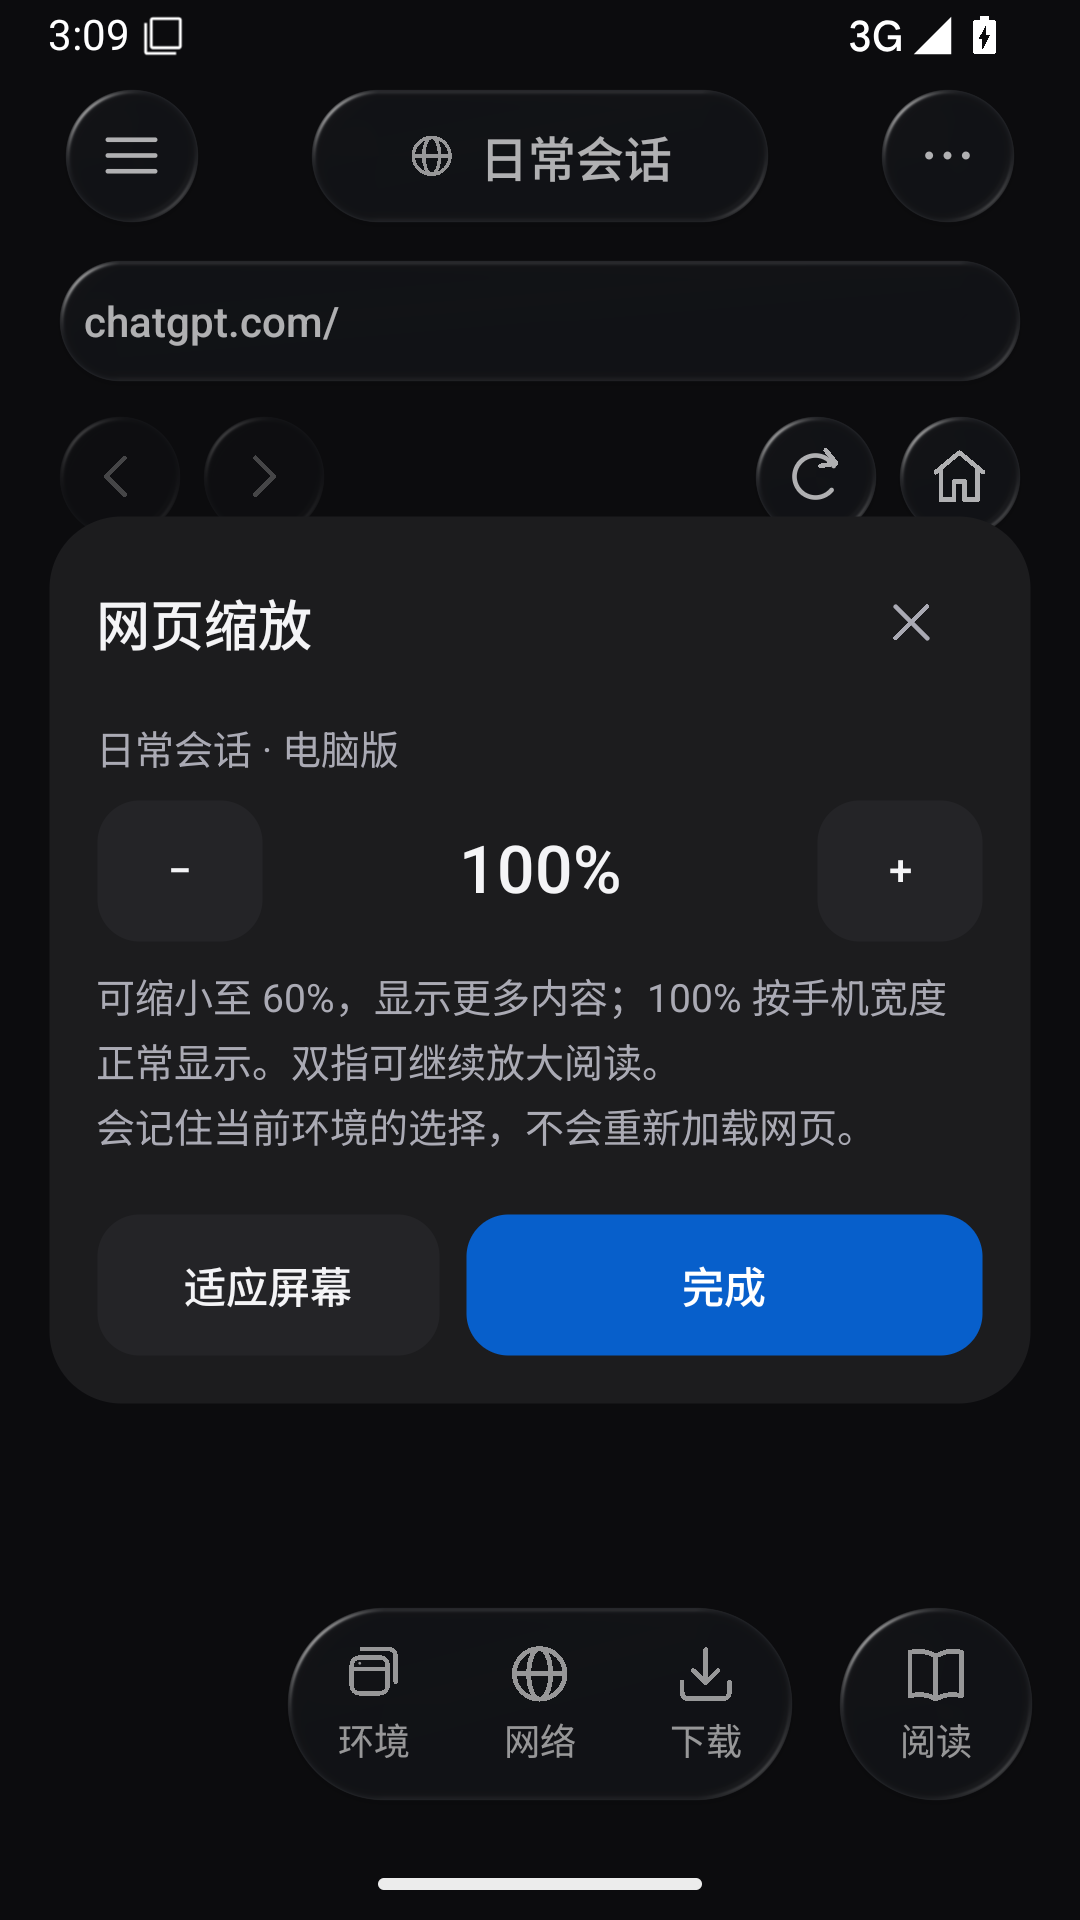 3:09
3G
日常会话
chatgpt.com/
网页缩放
日常会话 · 电脑版
−
100%
+
可缩小至 60%，显示更多内容；100% 按手机宽度
正常显示。双指可继续放大阅读。
会记住当前环境的选择，不会重新加载网页。
适应屏幕
完成
环境
网络
下载
阅读